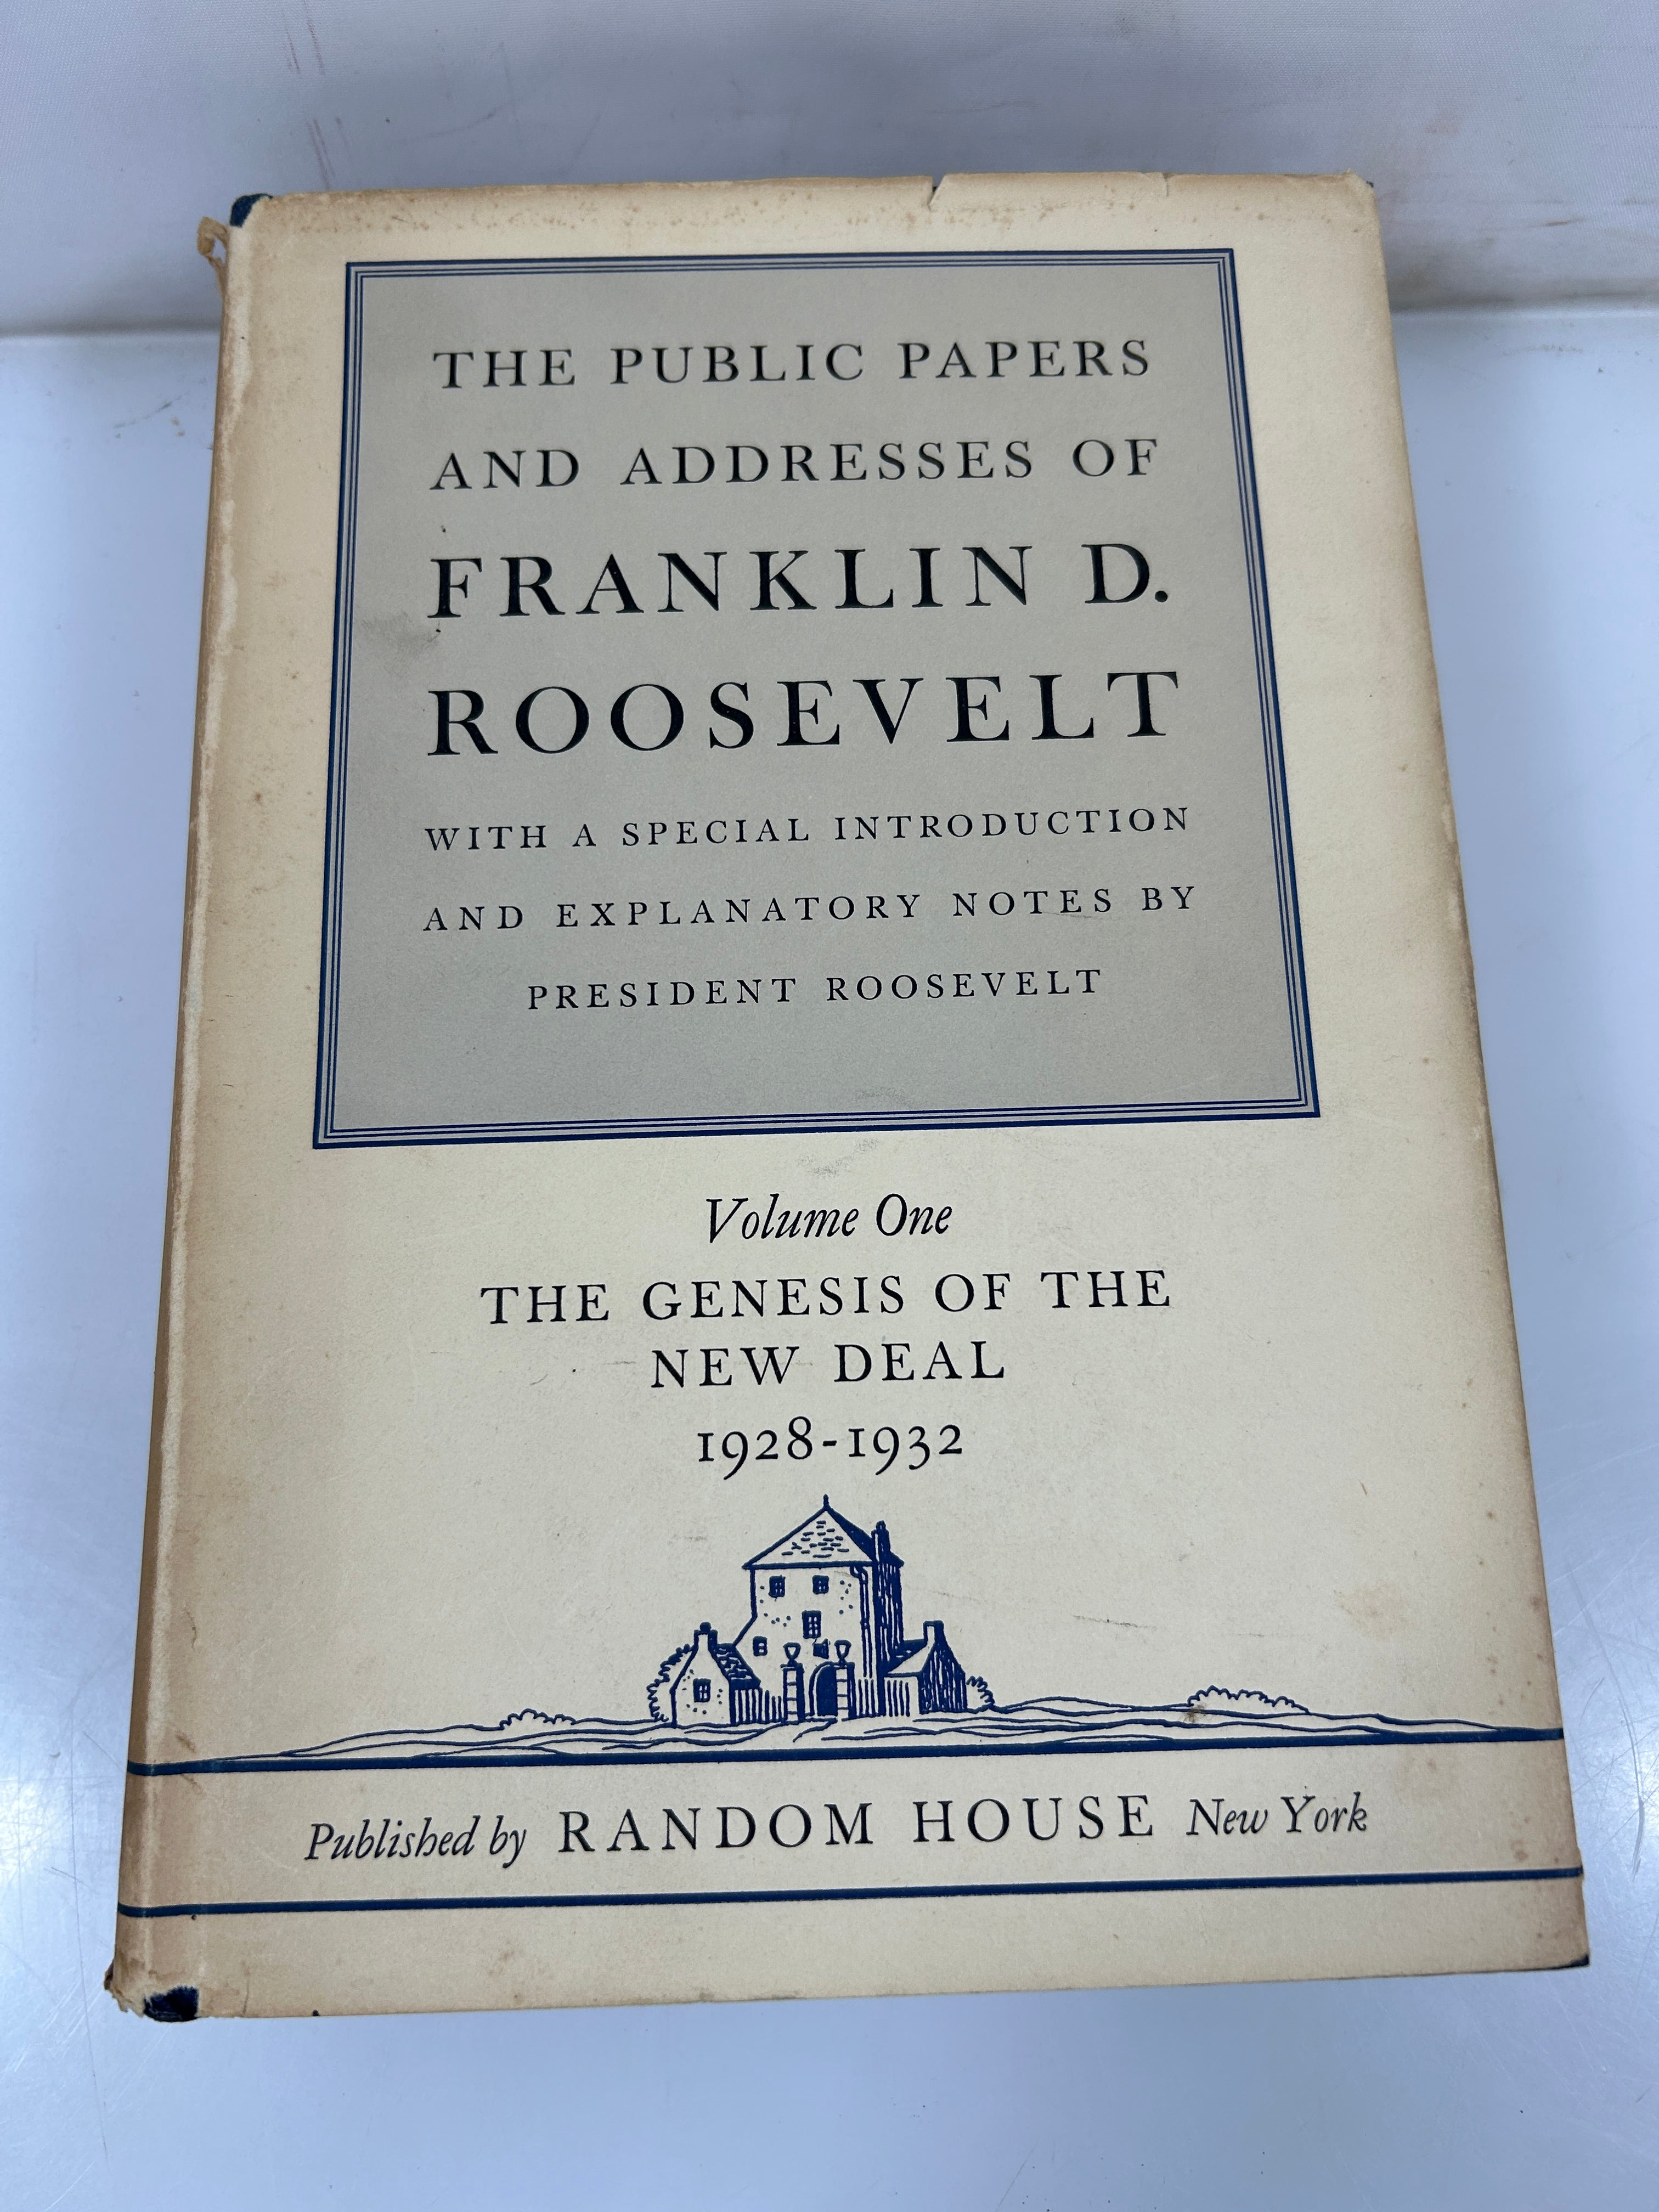 THE PUBLIC PAPERS
AND ADDRESSES OF
FRANKLIN D.
ROOSEVELT
WITH A SPECIAL INTRODUCTION
AND EXPLANATORY NOTES BY
PRESIDENT ROOSEVELT
Volume One
THE GENESIS OF THE
NEW DEAL
1928-1932
Published by RANDOM HOUSE New York